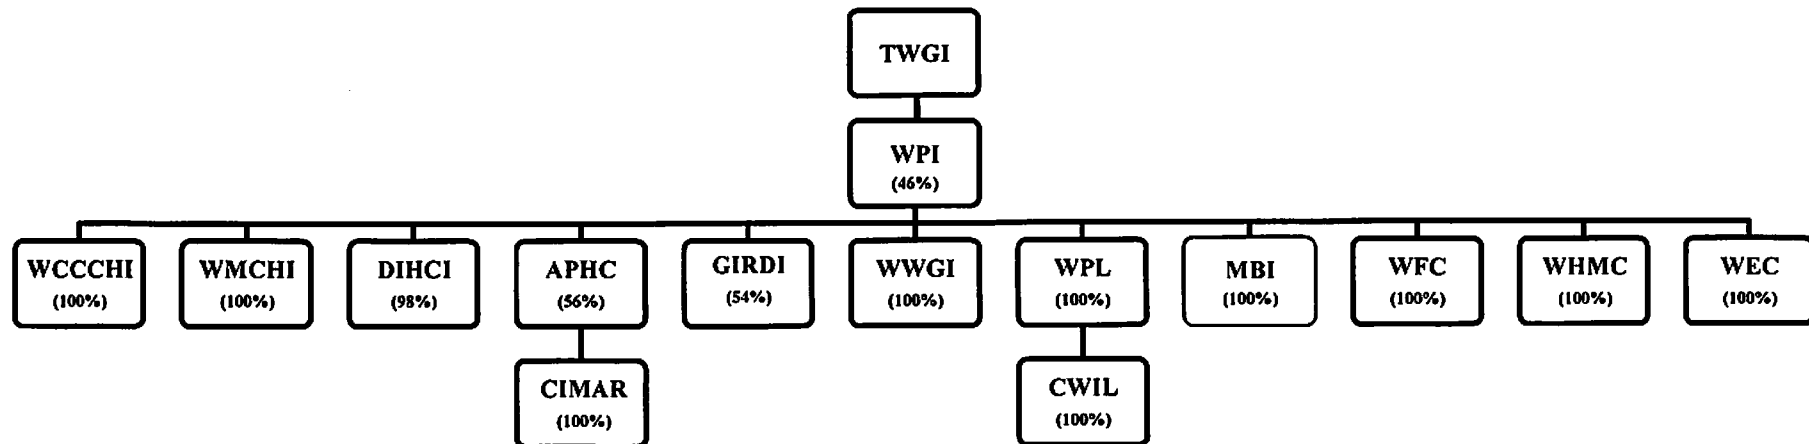 TWGI
WPI
(46%)
WCCCHI
(100%)
WMCHI
(100%)
DIHCI
(98%)
APHC
(56%)
GIRDI
(54%)
WWGI
(100%)
WPL
(100%)
MBI
(100%)
WFC
(100%)
WHMC
(100%)
WEC
(100%)
CIMAR
(100%)
CWIL
(100%)